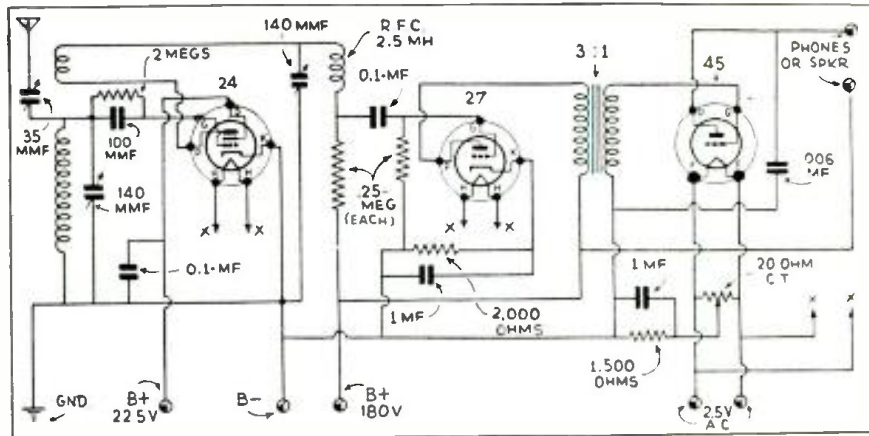 140 MMF
R.F.C.
2.5 MH
2 MEGS
24
0.1-MF
27
3:1
45
PHONES
OR SPKR
35
MMF
100
MMF
140
MMF
.25-
MEG
(EACH)
.006
MF
X
X
X
X
0.1-MF
1 MF
2,000
OHMS
1 MF
20 OHM
C T
X
X
1,500
OHMS
GND
B+
22.5V
B-
B+
180V
2.5V
A C